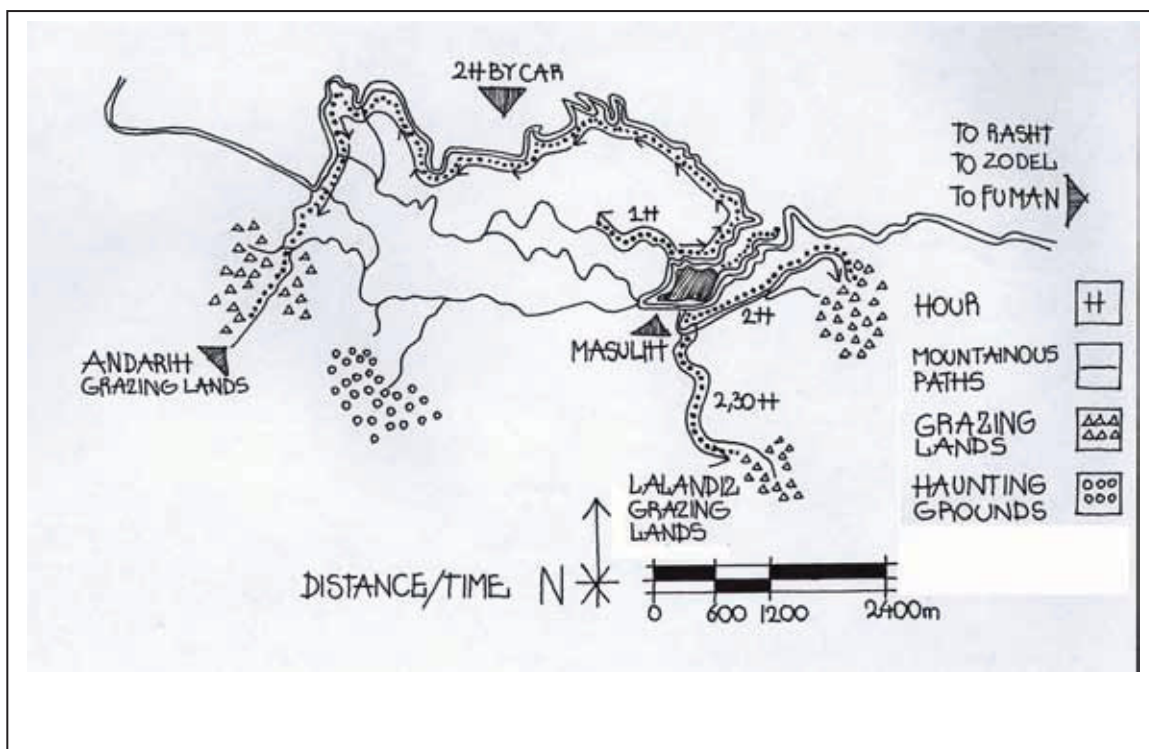 2H BY CAR
TO RASHT
TO ZODEL
TO FUMAN
1H
2H
MASULIH
ANDARIH
GRAZING LANDS
2,30H
LALANDIZ
GRAZING
LANDS
HOUR H
MOUNTAINOUS
PATHS
GRAZING
LANDS
HAUNTING
GROUNDS
DISTANCE/TIME N
0 600 1200 2400m